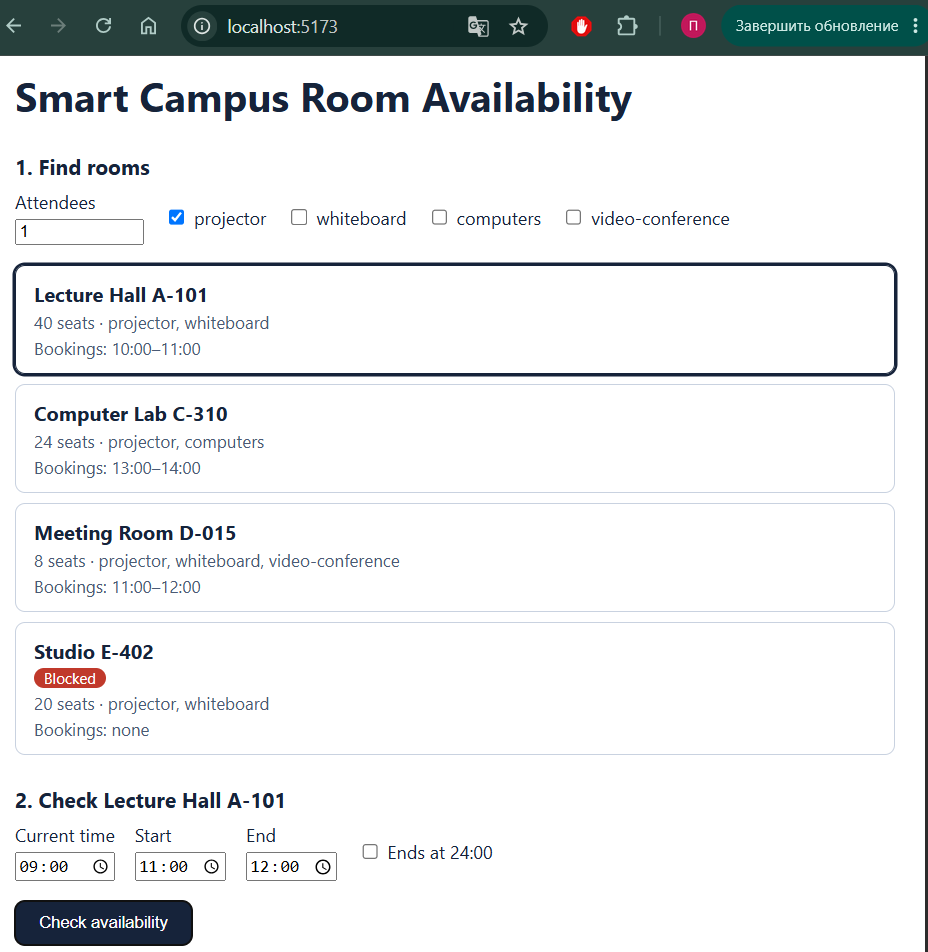 localhost:5173
П
Завершить обновление
Smart Campus Room Availability
1. Find rooms
Attendees
1
projector
whiteboard
computers
video-conference
Lecture Hall A-101
40 seats · projector, whiteboard
Bookings: 10:00–11:00
Computer Lab C-310
24 seats · projector, computers
Bookings: 13:00–14:00
Meeting Room D-015
8 seats · projector, whiteboard, video-conference
Bookings: 11:00–12:00
Studio E-402
Blocked
20 seats · projector, whiteboard
Bookings: none
2. Check Lecture Hall A-101
Current time Start End
09:00 11:00 12:00 Ends at 24:00
Check availability